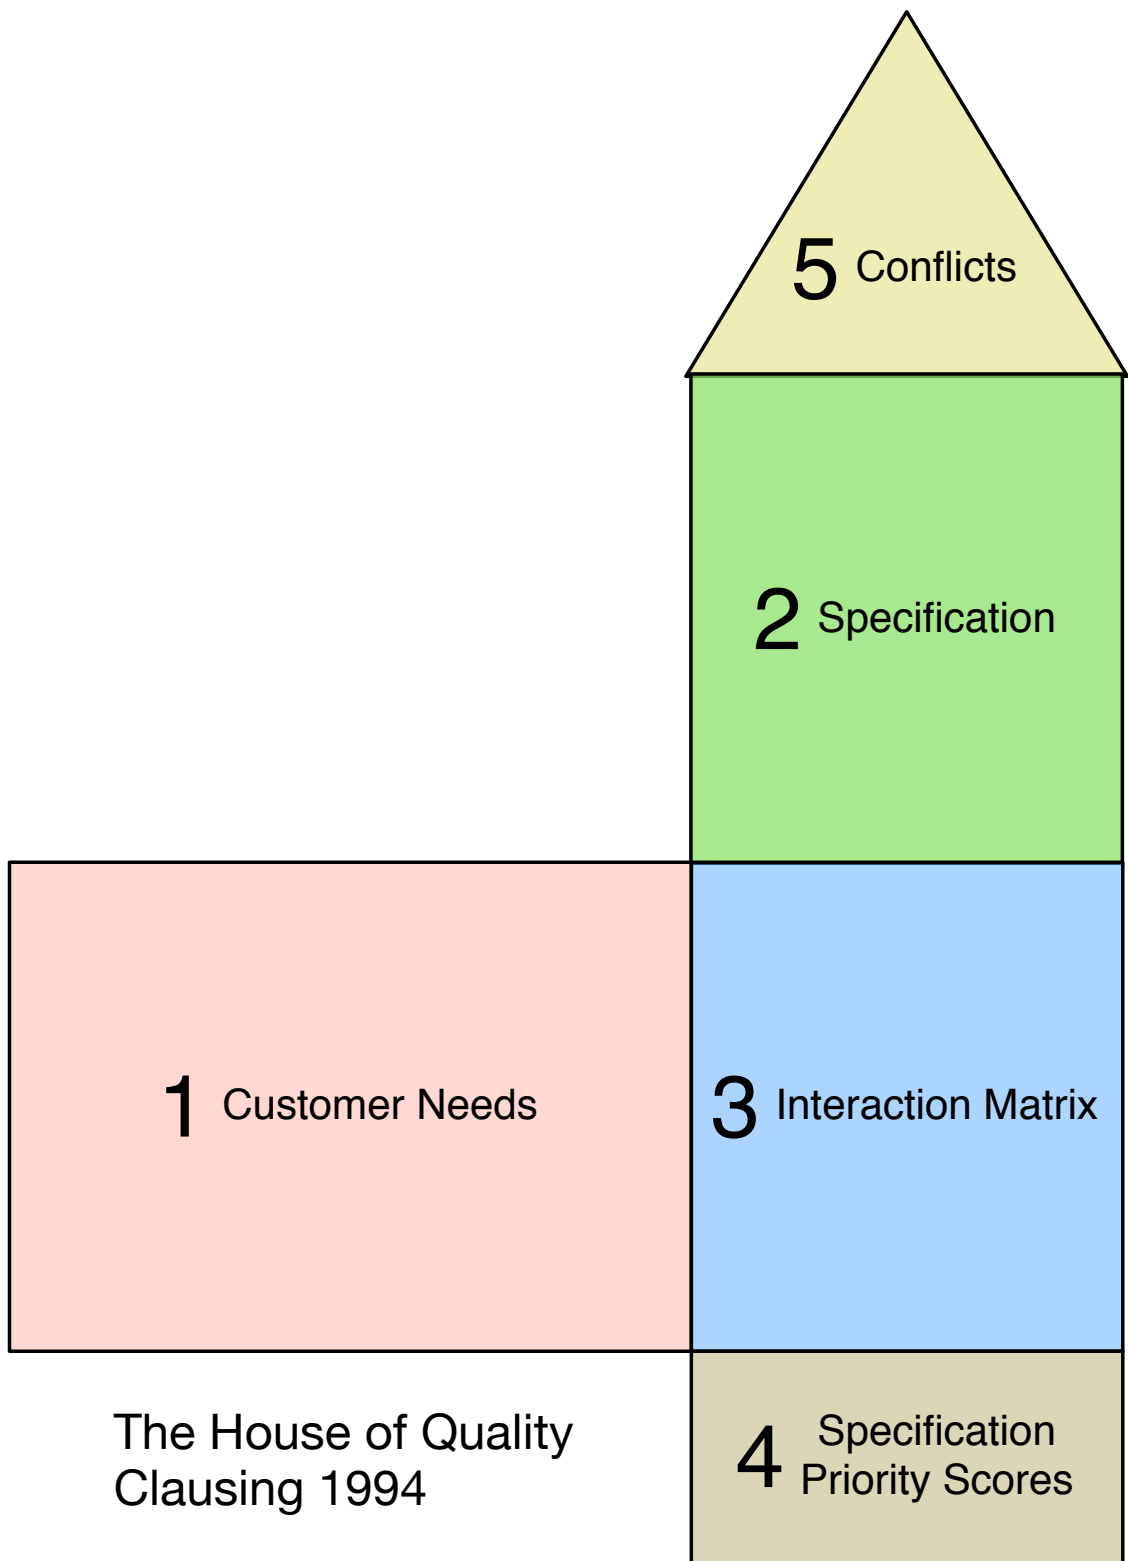 5 Conflicts
2 Specification
1 Customer Needs
3 Interaction Matrix
The House of Quality
Clausing 1994
4 Specification
Priority Scores